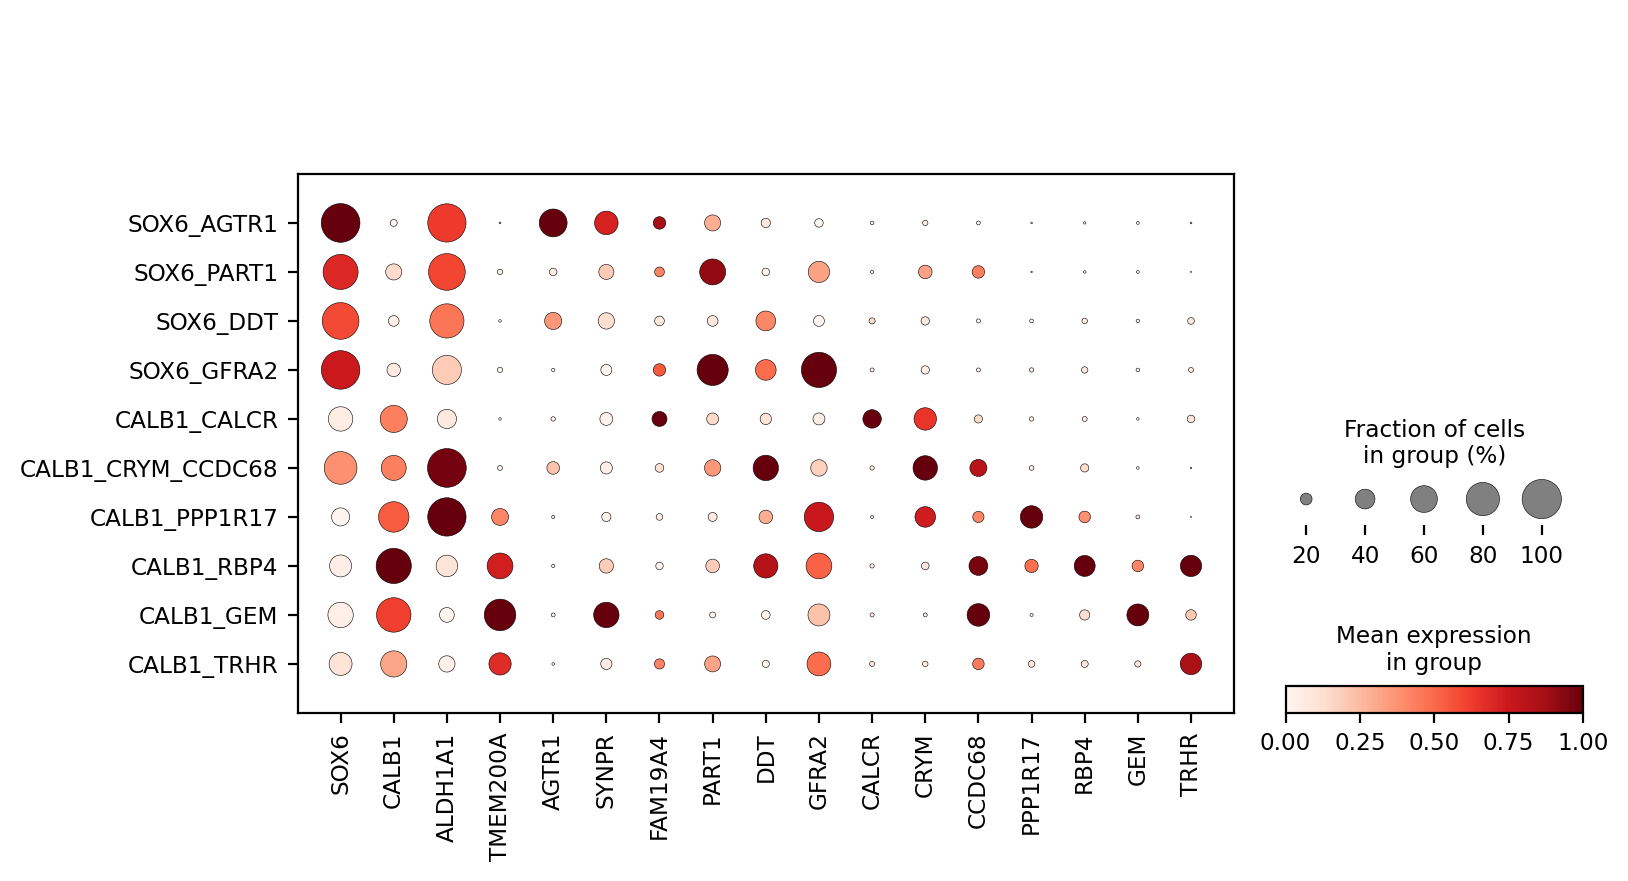 SOX6_AGTR1
SOX6_PART1
SOX6_DDT
SOX6_GFRA2
CALB1_CALCR
CALB1_CRYM_CCDC68
CALB1_PPP1R17
CALB1_RBP4
CALB1_GEM
CALB1_TRHR
SOX6
CALB1
ALDH1A1
TMEM200A
AGTR1
SYNPR
FAM19A4
PART1
DDT
GFRA2
CALCR
CRYM
CCDC68
PPP1R17
RBP4
GEM
TRHR
Fraction of cells
in group (%)
20 40 60 80 100
Mean expression
in group
0.00 0.25 0.50 0.75 1.00